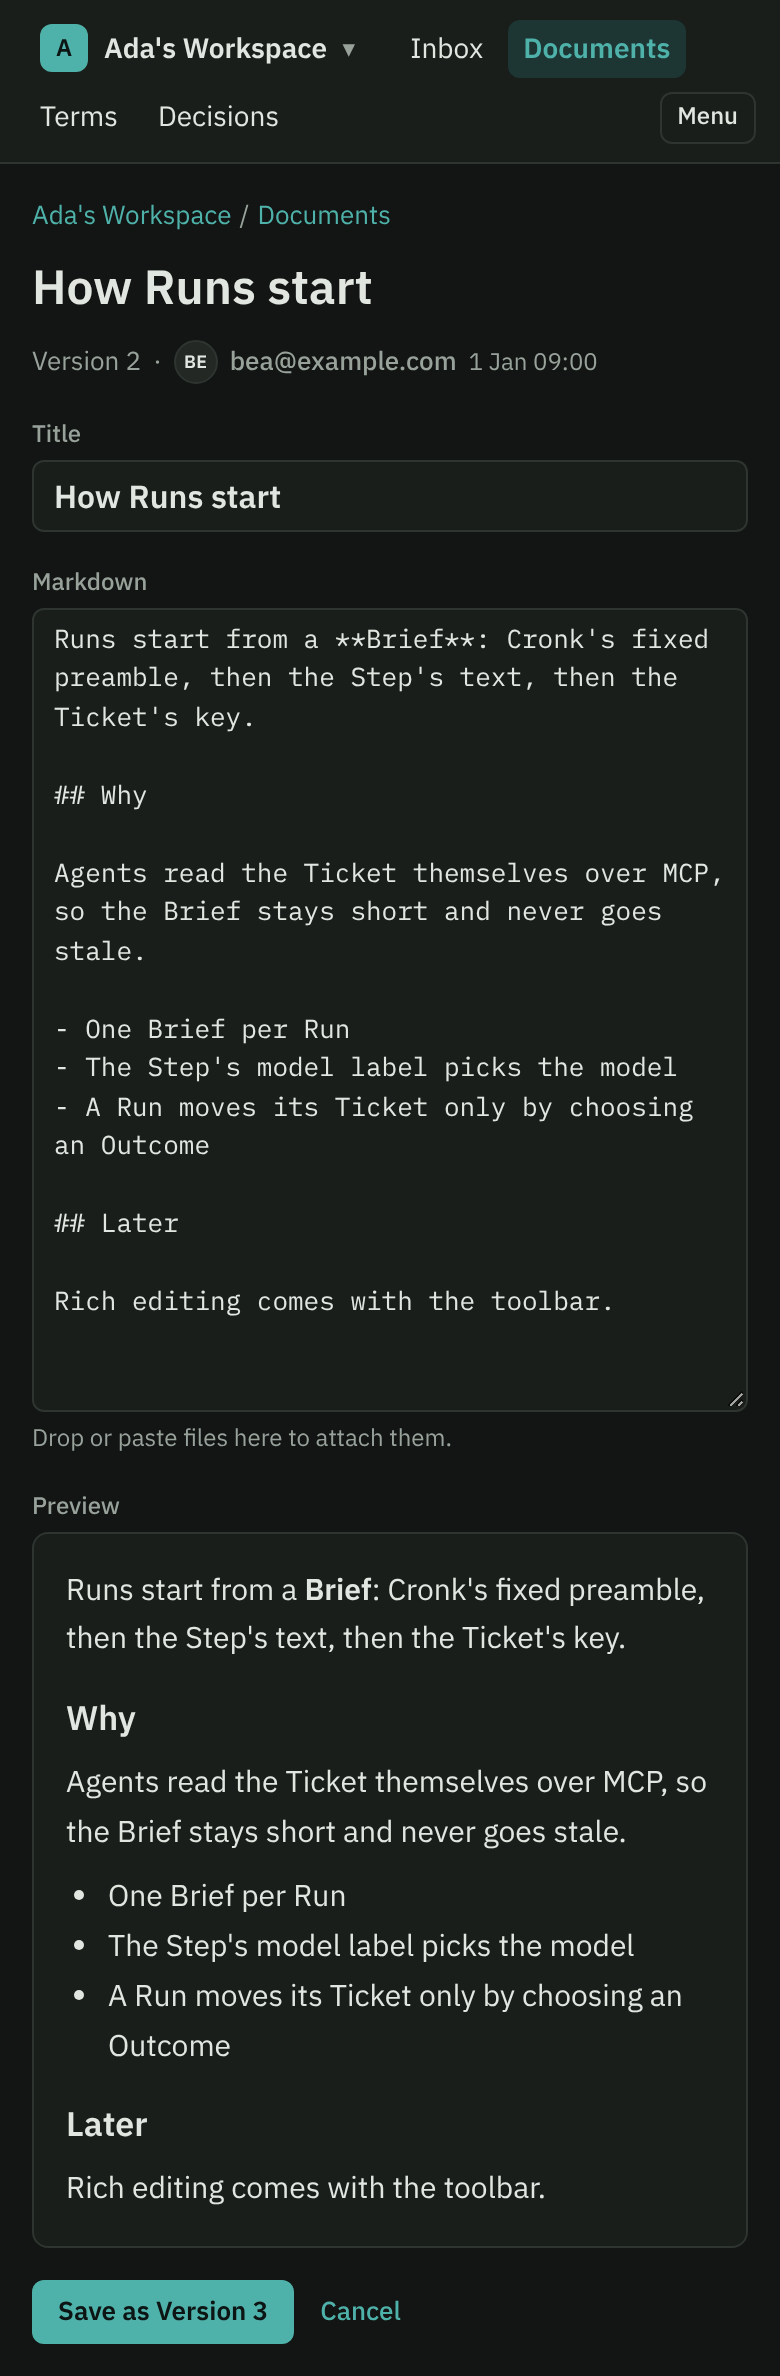 A Ada's Workspace ▼ Inbox Documents
Terms Decisions Menu
Ada's Workspace / Documents
How Runs start
Version 2 · BE bea@example.com 1 Jan 09:00
Title
How Runs start
Markdown
Runs start from a **Brief**: Cronk's fixed
preamble, then the Step's text, then the
Ticket's key.
## Why
Agents read the Ticket themselves over MCP,
so the Brief stays short and never goes
stale.
- One Brief per Run
- The Step's model label picks the model
- A Run moves its Ticket only by choosing
an Outcome
## Later
Rich editing comes with the toolbar.
Drop or paste files here to attach them.
Preview
Runs start from a Brief: Cronk's fixed preamble,
then the Step's text, then the Ticket's key.
Why
Agents read the Ticket themselves over MCP, so
the Brief stays short and never goes stale.
• One Brief per Run
• The Step's model label picks the model
• A Run moves its Ticket only by choosing an
Outcome
Later
Rich editing comes with the toolbar.
Save as Version 3 Cancel